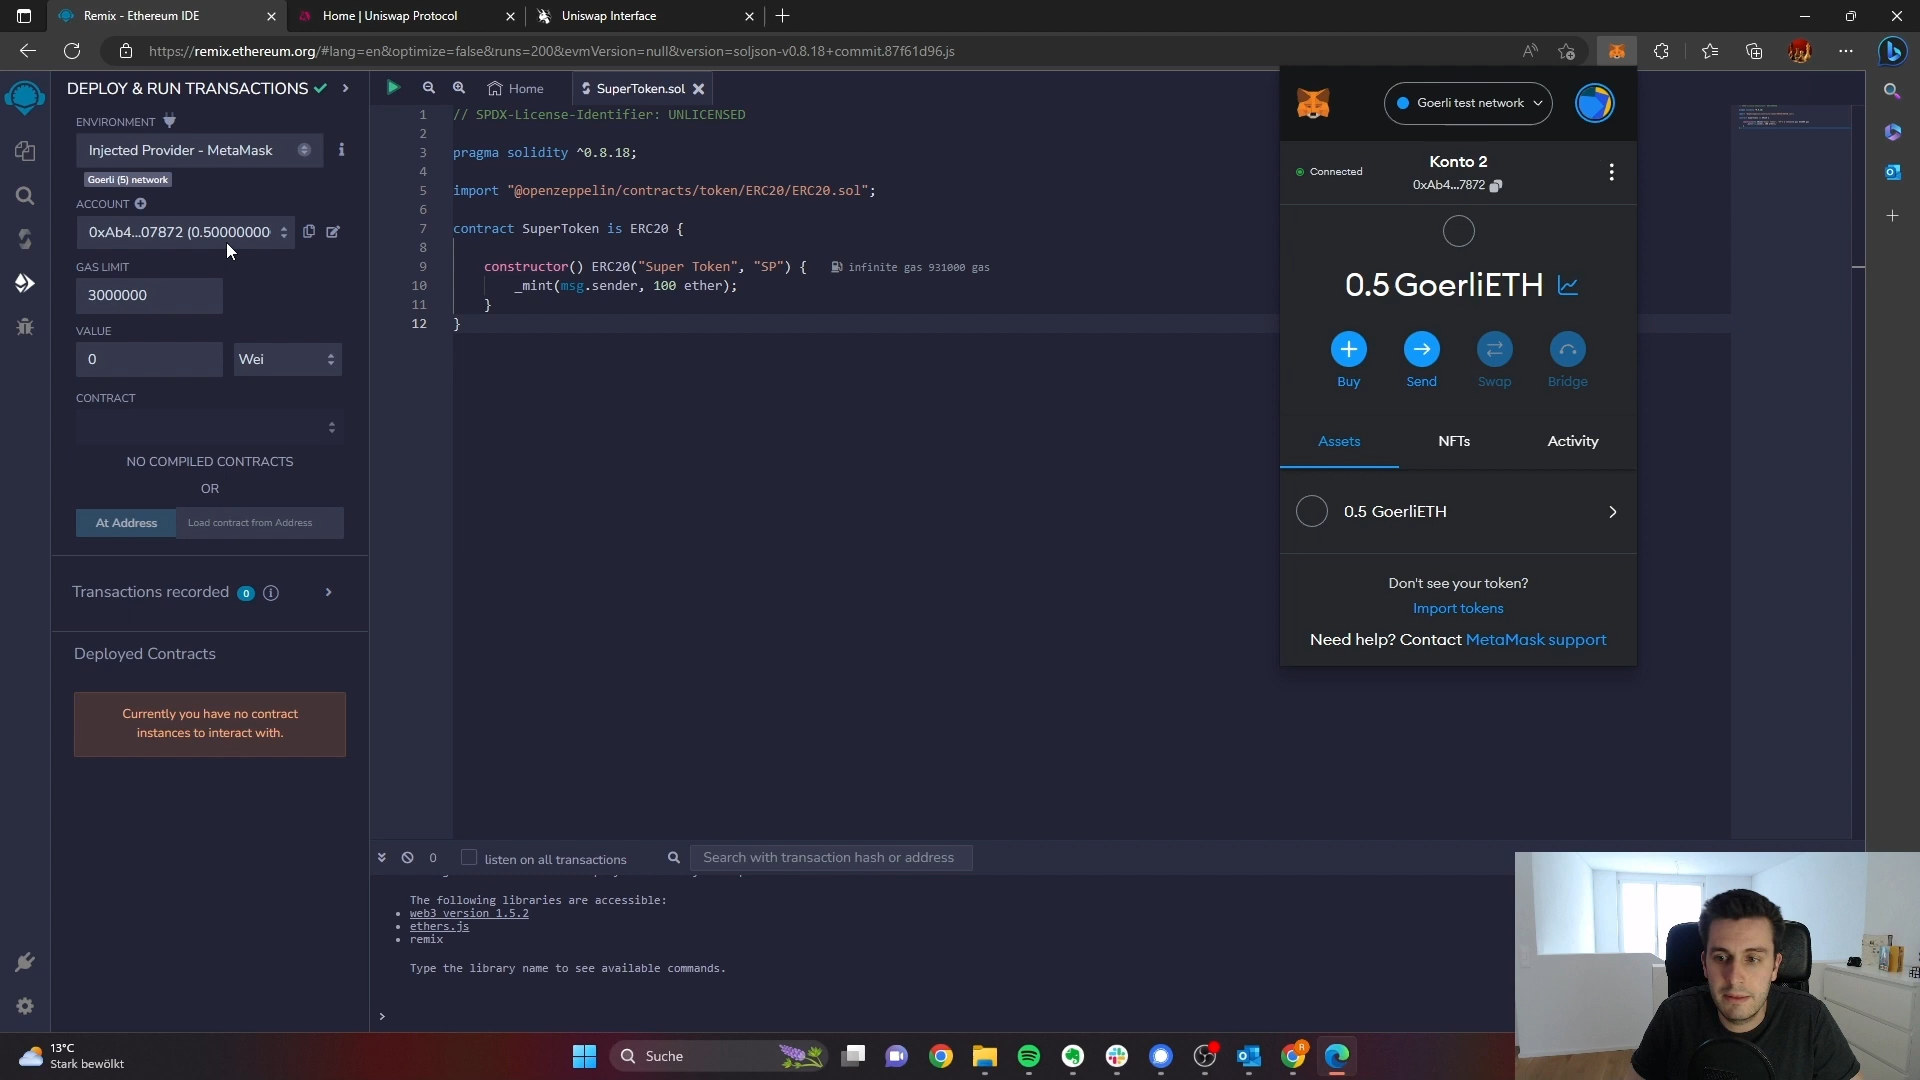 Remix - Ethereum IDE
Home | Uniswap Protocol
Uniswap Interface
https://remix.ethereum.org/#lang=en&optimize=false&runs=200&evmVersion=null&version=soljson-v0.8.18+commit.87f61d96.js
DEPLOY & RUN TRANSACTIONS
ENVIRONMENT
Injected Provider - MetaMask
Goerli (5) network
ACCOUNT
0xAb4...07872 (0.50000000
GAS LIMIT
3000000
VALUE
0
Wei
CONTRACT
NO COMPILED CONTRACTS
OR
At Address
Load contract from Address
Transactions recorded 0
Deployed Contracts
Currently you have no contract
instances to interact with.
Home
SuperToken.sol
1 // SPDX-License-Identifier: UNLICENSED
2
3 pragma solidity ^0.8.18;
4
5 import "@openzeppelin/contracts/token/ERC20/ERC20.sol";
6
7 contract SuperToken is ERC20 {
8
9 constructor() ERC20("Super Token", "SP") { infinite gas 931000 gas
10 _mint(msg.sender, 100 ether);
11 }
12 }
0
listen on all transactions
Search with transaction hash or address
The following libraries are accessible:
• web3 version 1.5.2
• ethers.js
• remix
Type the library name to see available commands.
>
Goerli test network
Connected
Konto 2
0xAb4...7872
0.5 GoerliETH
Buy
Send
Swap
Bridge
Assets
NFTs
Activity
0.5 GoerliETH
Don't see your token?
Import tokens
Need help? Contact MetaMask support
13°C
Stark bewölkt
Suche